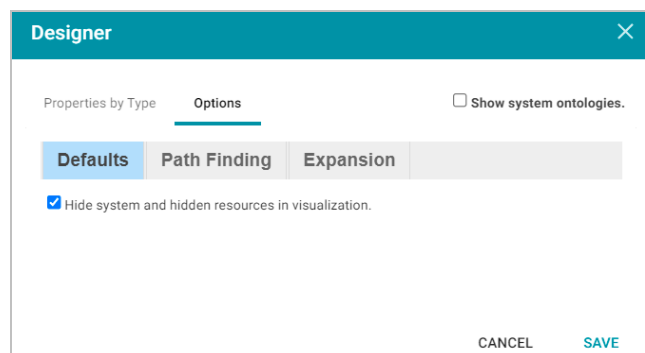 Designer
Properties by Type Options Show system ontologies.
Defaults Path Finding Expansion
Hide system and hidden resources in visualization.
CANCEL SAVE